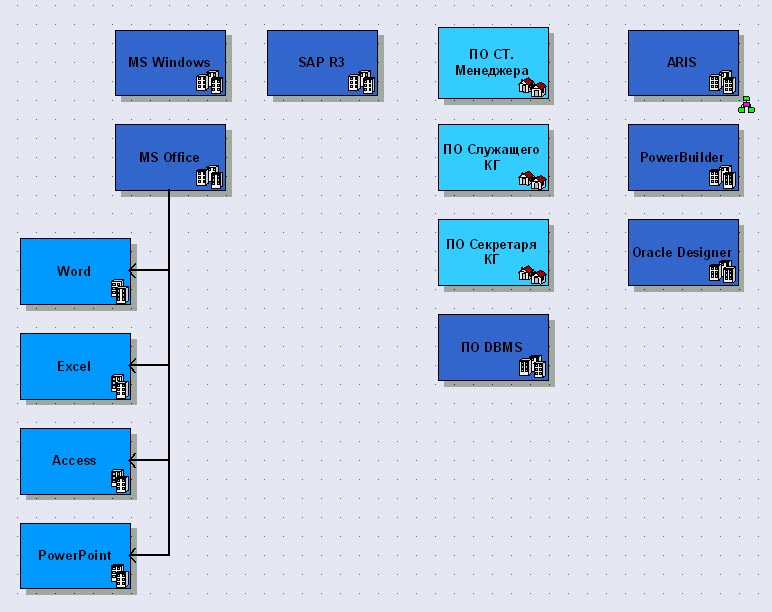 MS Windows
SAP R3
ПО СТ.
Менеджера
ARIS
MS Office
ПО Служащего
КГ
PowerBuilder
Word
ПО Секретаря
КГ
Oracle Designer
Excel
ПО DBMS
Access
PowerPoint